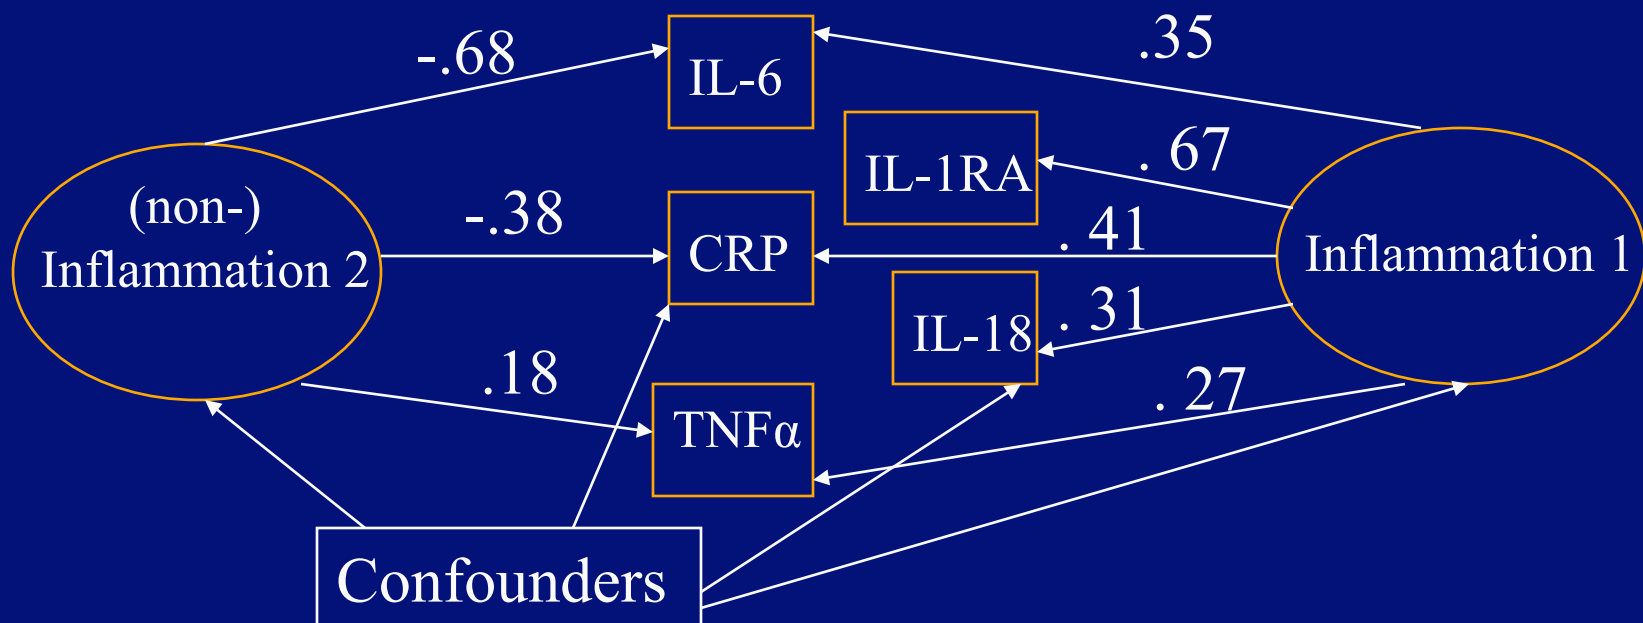 -.68
IL-6
.35
IL-1RA
. 67
(non-)
Inflammation 2
-.38
CRP
. 41
Inflammation 1
IL-18
. 31
.18
TNFα
. 27
Confounders